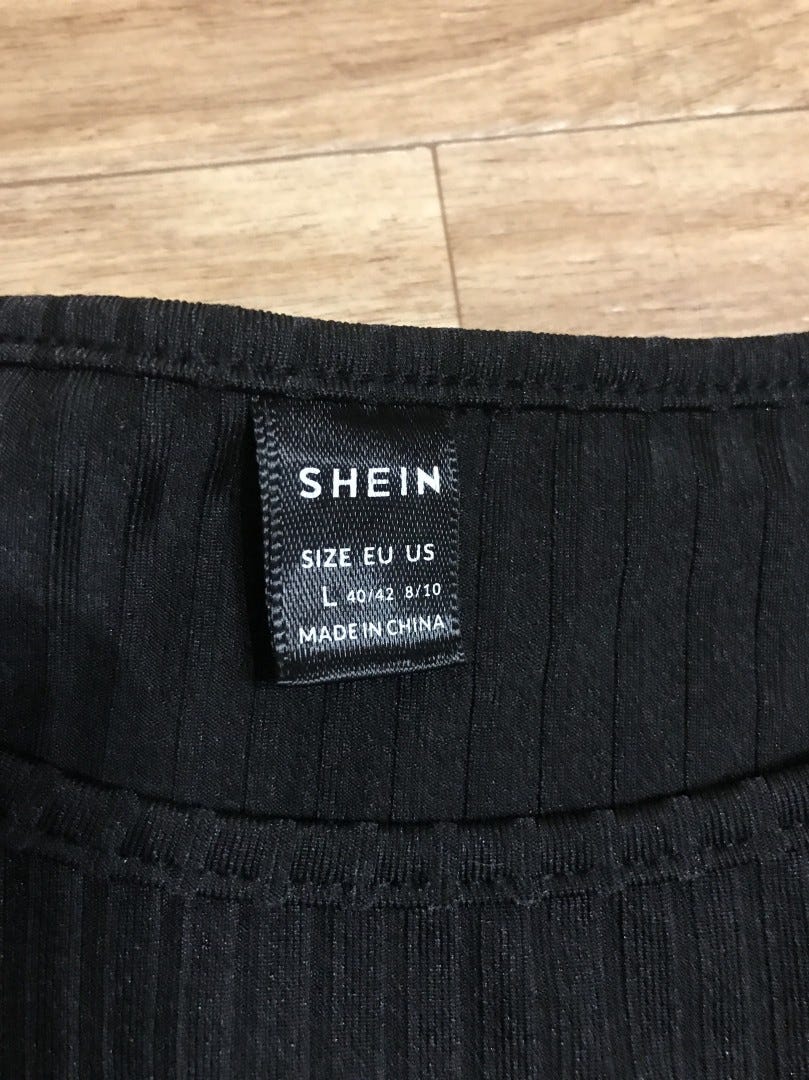 SHEIN
SIZE EU US
L 40/42 8/10
MADE IN CHINA